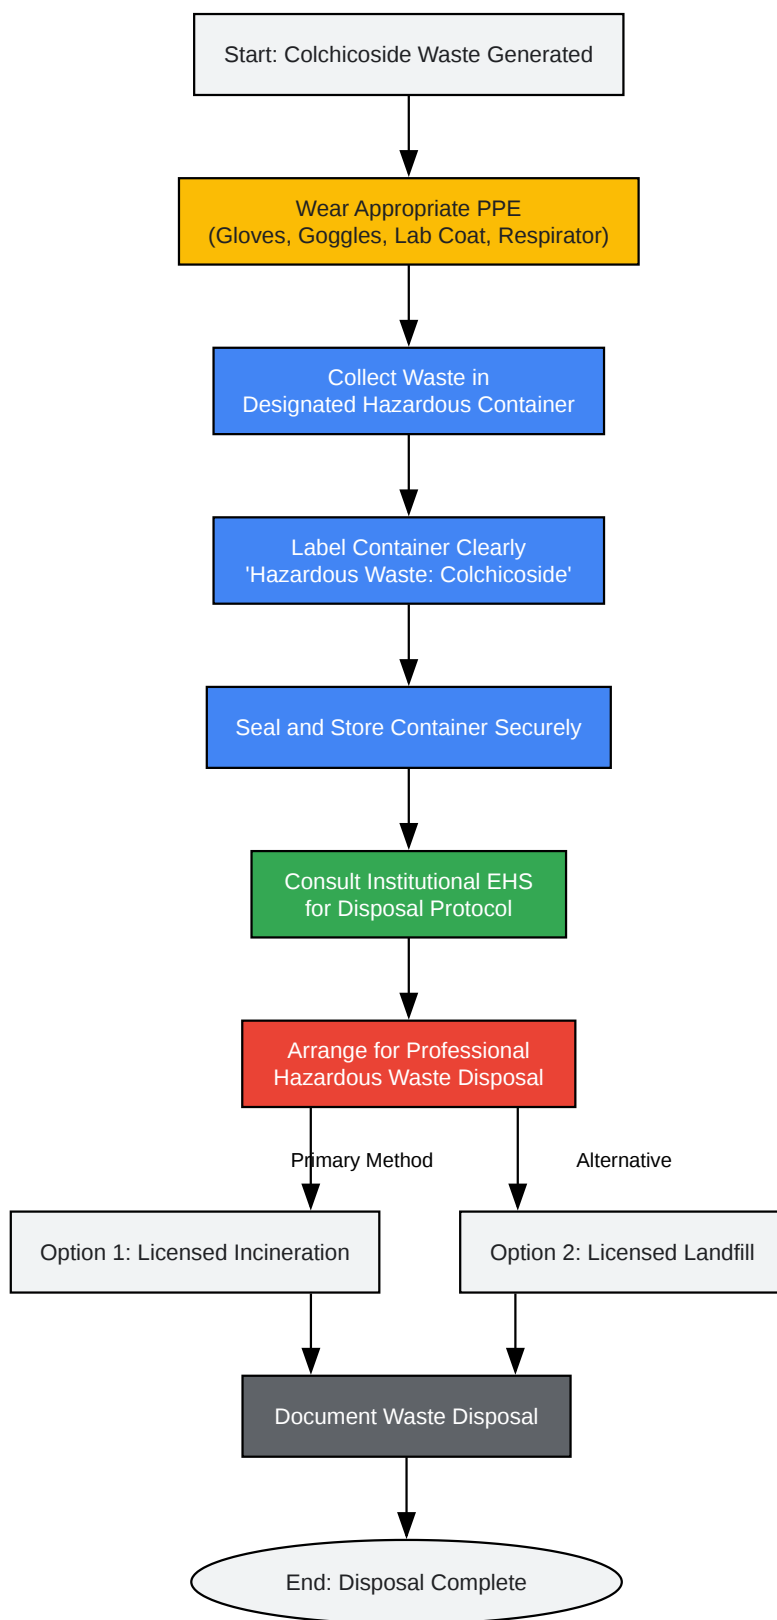 Start: Colchicoside Waste Generated
Wear Appropriate PPE
(Gloves, Goggles, Lab Coat, Respirator)
Collect Waste in
Designated Hazardous Container
Label Container Clearly
'Hazardous Waste: Colchicoside'
Seal and Store Container Securely
Consult Institutional EHS
for Disposal Protocol
Arrange for Professional
Hazardous Waste Disposal
Primary Method
Alternative
Option 1: Licensed Incineration
Option 2: Licensed Landfill
Document Waste Disposal
End: Disposal Complete